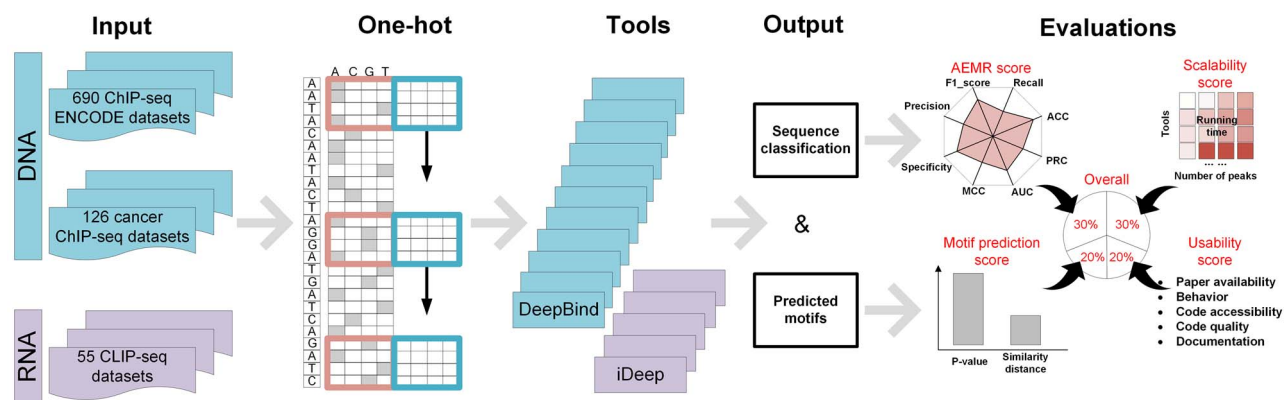 Input
One-hot
Tools
Output
Evaluations
DNA
690 ChIP-seq
ENCODE datasets
126 cancer
ChIP-seq datasets
RNA
55 CLIP-seq
datasets
A C G T
A
A
T
A
C
A
A
T
A
C
T
A
G
G
A
T
G
A
T
C
A
G
A
T
C
DeepBind
iDeep
Sequence
classification
&
Predicted
motifs
AEMR score
F1_score
Recall
Precision
ACC
Specificity
PRC
MCC
AUC
Scalability
score
Tools
Running
time
... ...
Number of peaks
Overall
30%
30%
20%
20%
Motif prediction
score
P-value
Similarity
distance
Usability
score
• Paper availability
• Behavior
• Code accessibility
• Code quality
• Documentation